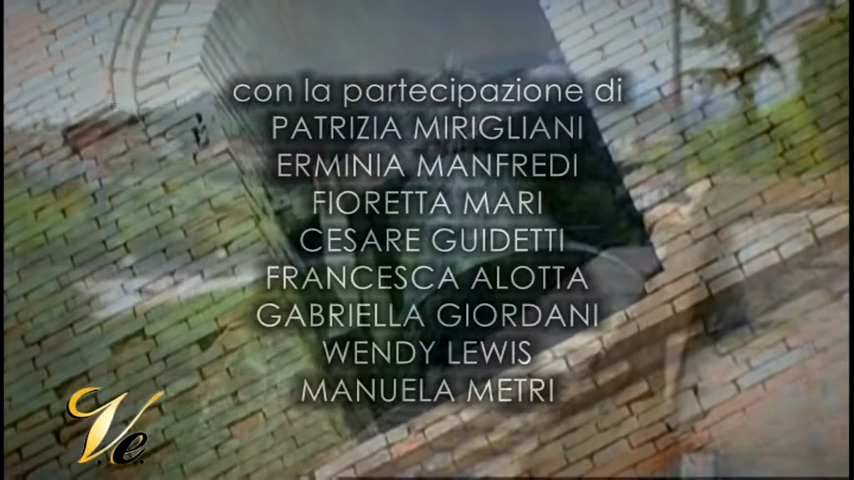 con la partecipazione di
PATRIZIA MIRIGLIANI
ERMINIA MANFREDI
FIORETTA MARI
CESARE GUIDETTI
FRANCESCA ALOTTA
GABRIELLA GIORDANI
WENDY LEWIS
MANUELA METRI
Ve